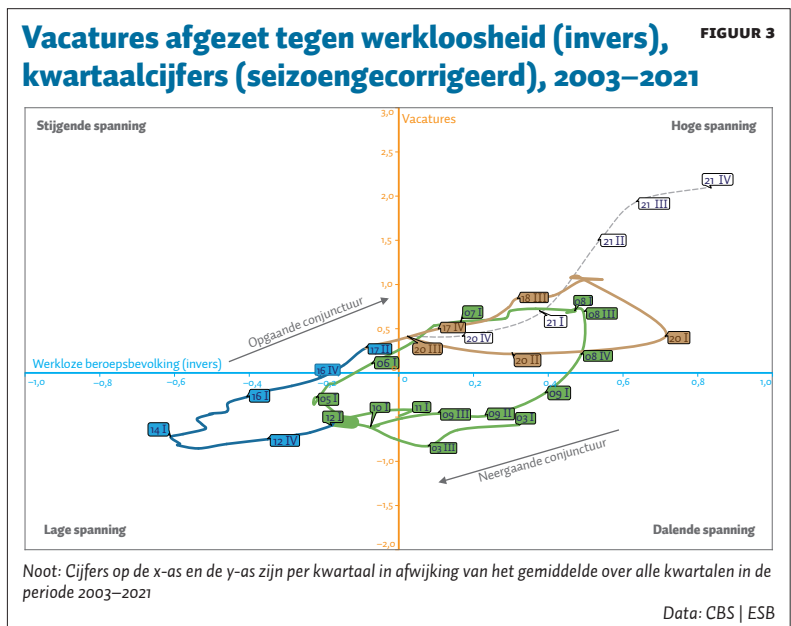 Vacatures afgezet tegen werkloosheid (invers),
FIGUUR 3
kwartaalcijfers (seizoengecorrigeerd), 2003–2021
Stijgende spanning
3,0
Vacatures
Hoge spanning
2,5
21 IV
2,0
21 III
1,5
21 II
1,0
18 III
08 I
Opgaande conjunctuur
07 I
21 I
08 III
0,5
17 IV
20 IV
20 I
17 II
20 III
20 II
08 IV
Werkloze beroepsbevolking (invers)
16 IV
06 I
−1,0
−0,8
−0,6
−0,4
−0,2
0
0,2
0,4
0,6
0,8
1,0
16 I
05 I
09 I
14 I
12 I
10 I
11 I
09 III
09 II
03 I
12 IV
03 III
−1,0
Neergaande conjunctuur
−1,5
Lage spanning
Dalende spanning
−2,0
Noot: Cijfers op de x-as en de y-as zijn per kwartaal in afwijking van het gemiddelde over alle kwartalen in de
periode 2003–2021
Data: CBS | ESB